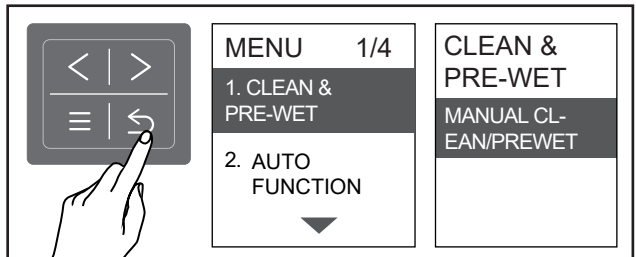 MENU 1/4
1. CLEAN &
PRE-WET
2. AUTO
FUNCTION
CLEAN &
PRE-WET
MANUAL CL-
EAN/PREWET